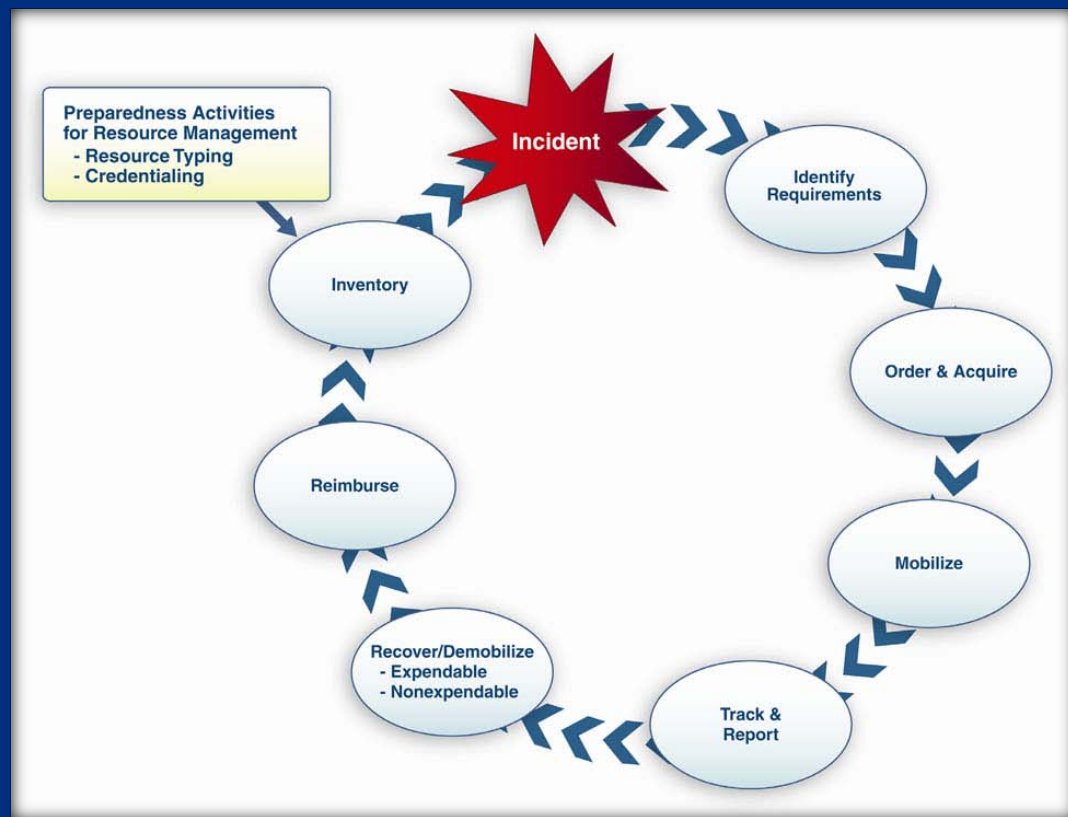 Preparedness Activities
for Resource Management
- Resource Typing
- Credentialing
Incident
Identify
Requirements
Order & Acquire
Mobilize
Track &
Report
Recover/Demobilize
- Expendable
- Nonexpendable
Reimburse
Inventory